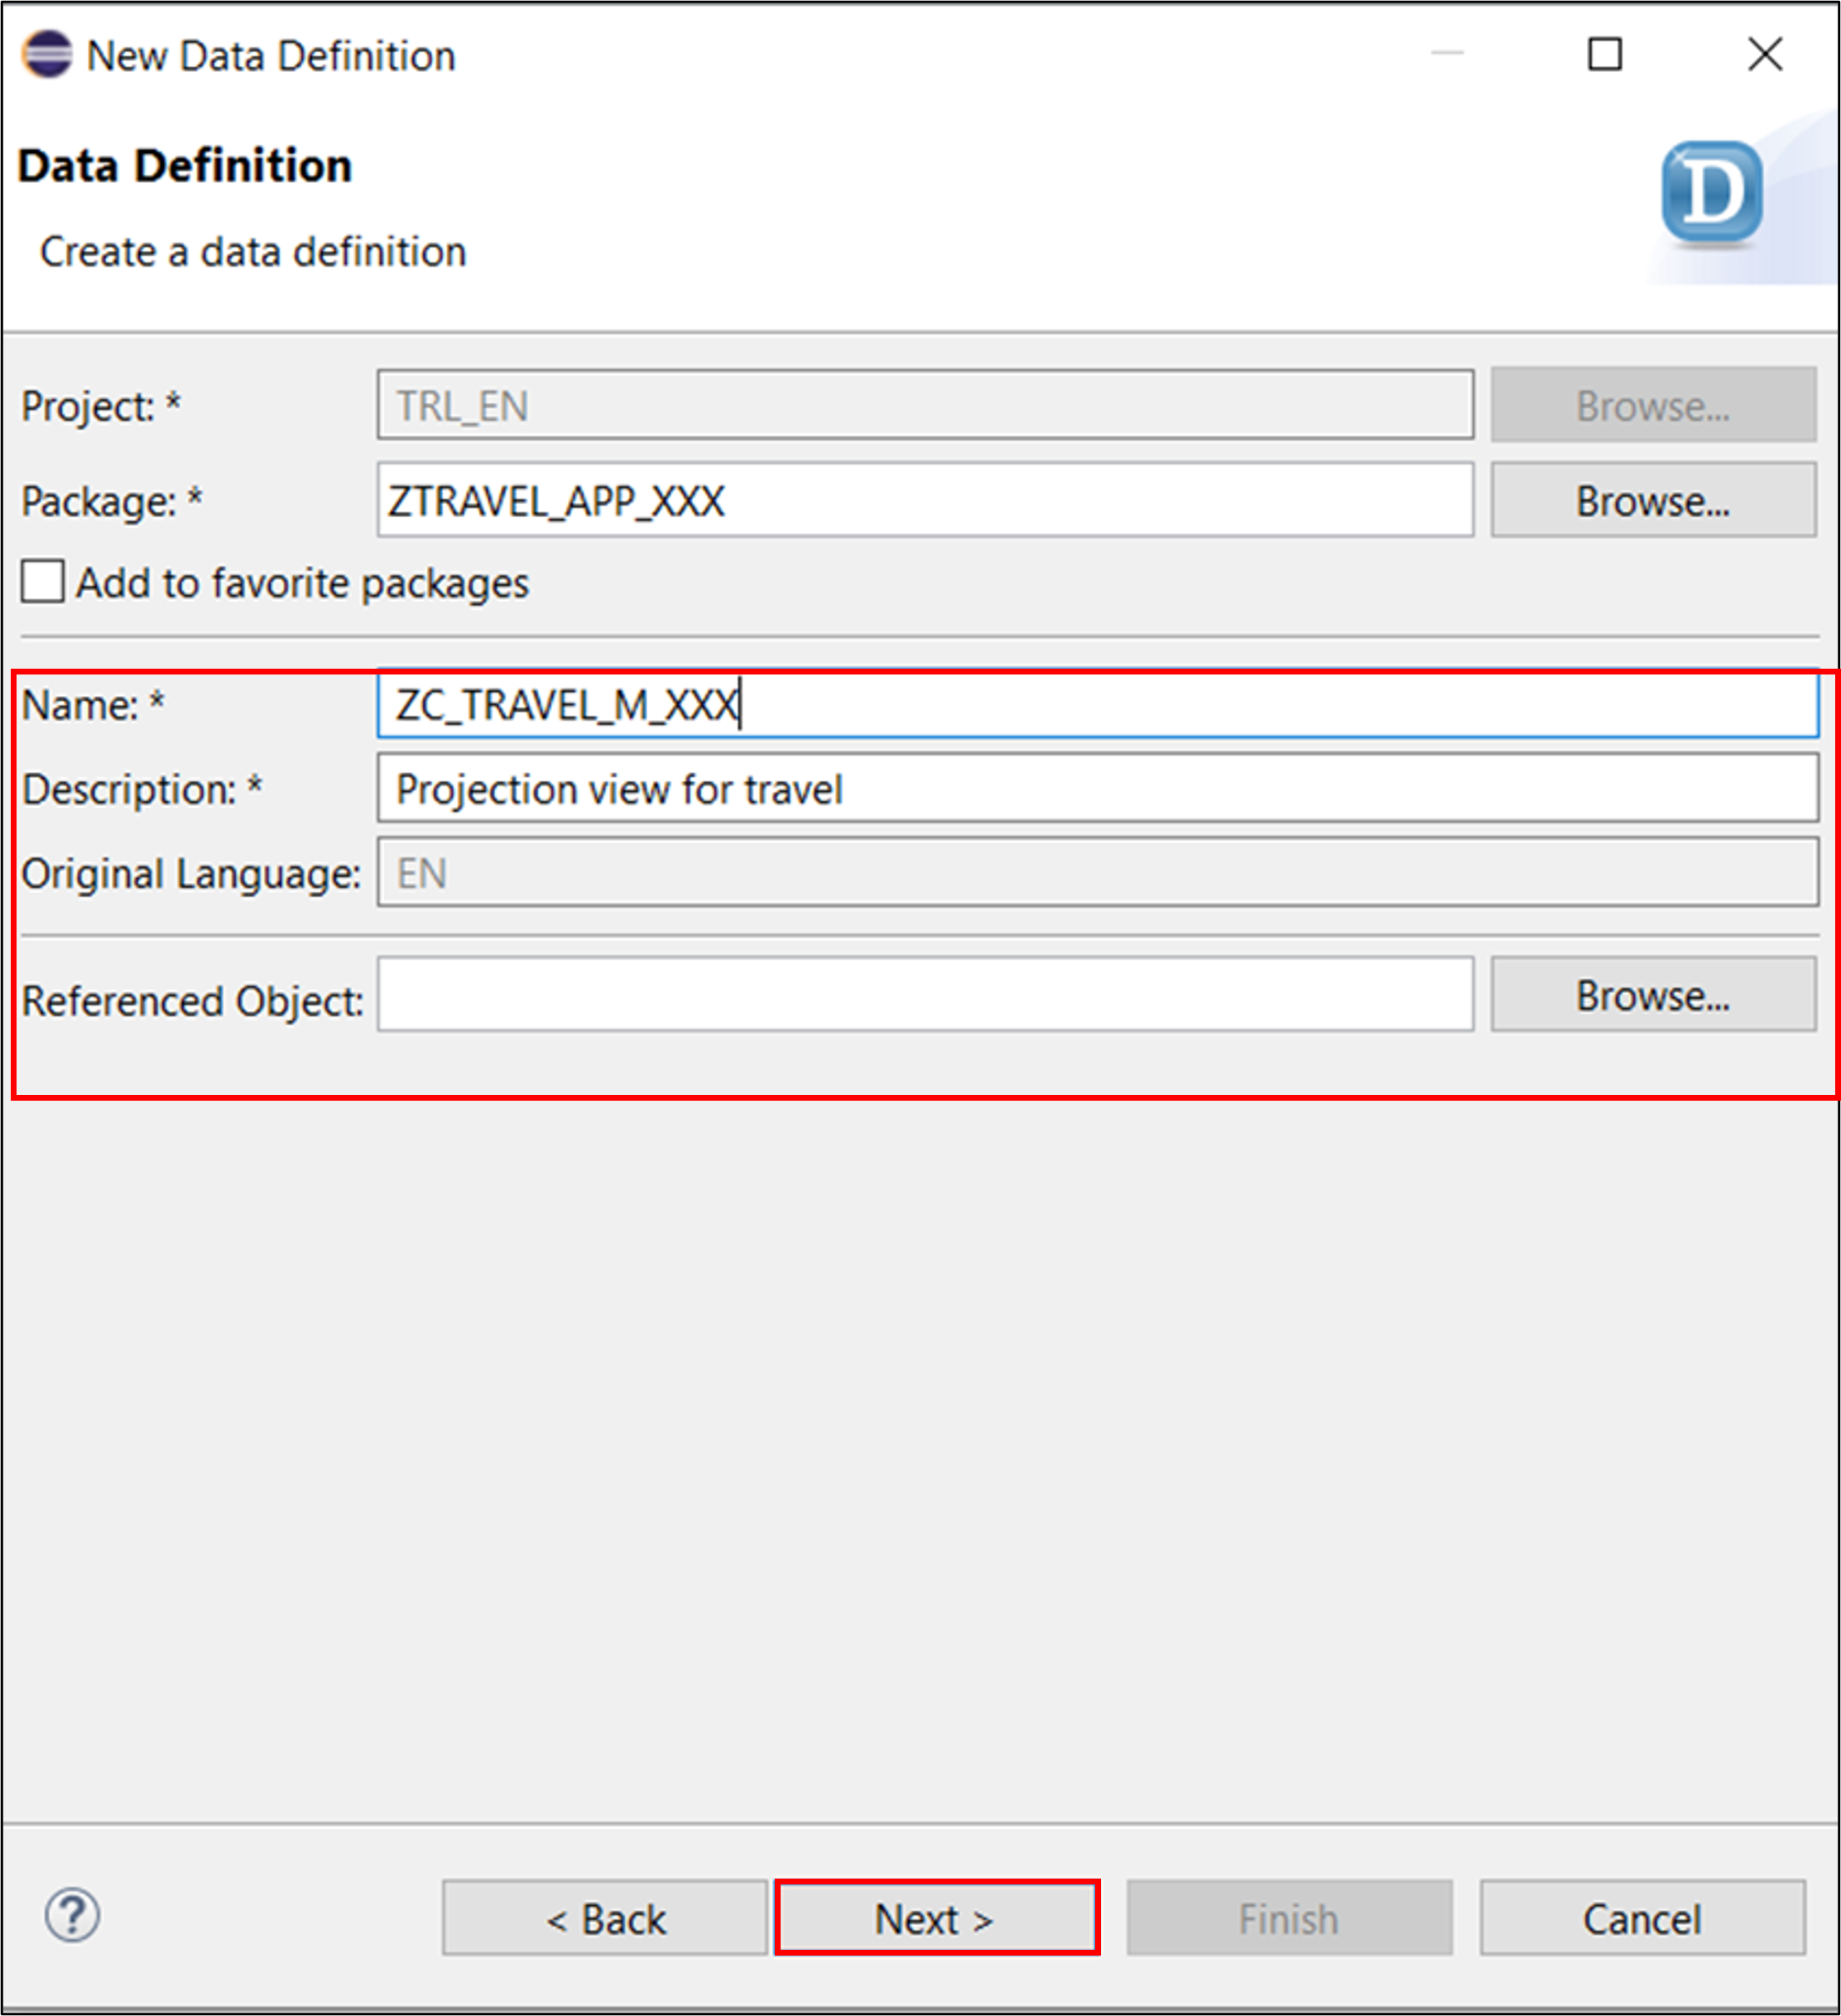 New Data Definition
Data Definition
D
Create a data definition
Project: * TRL_EN Browse...
Package: * ZTRAVEL_APP_XXX Browse...
Add to favorite packages
Name: * ZC_TRAVEL_M_XXX
Description: * Projection view for travel
Original Language: EN
Referenced Object: Browse...
? < Back Next > Finish Cancel